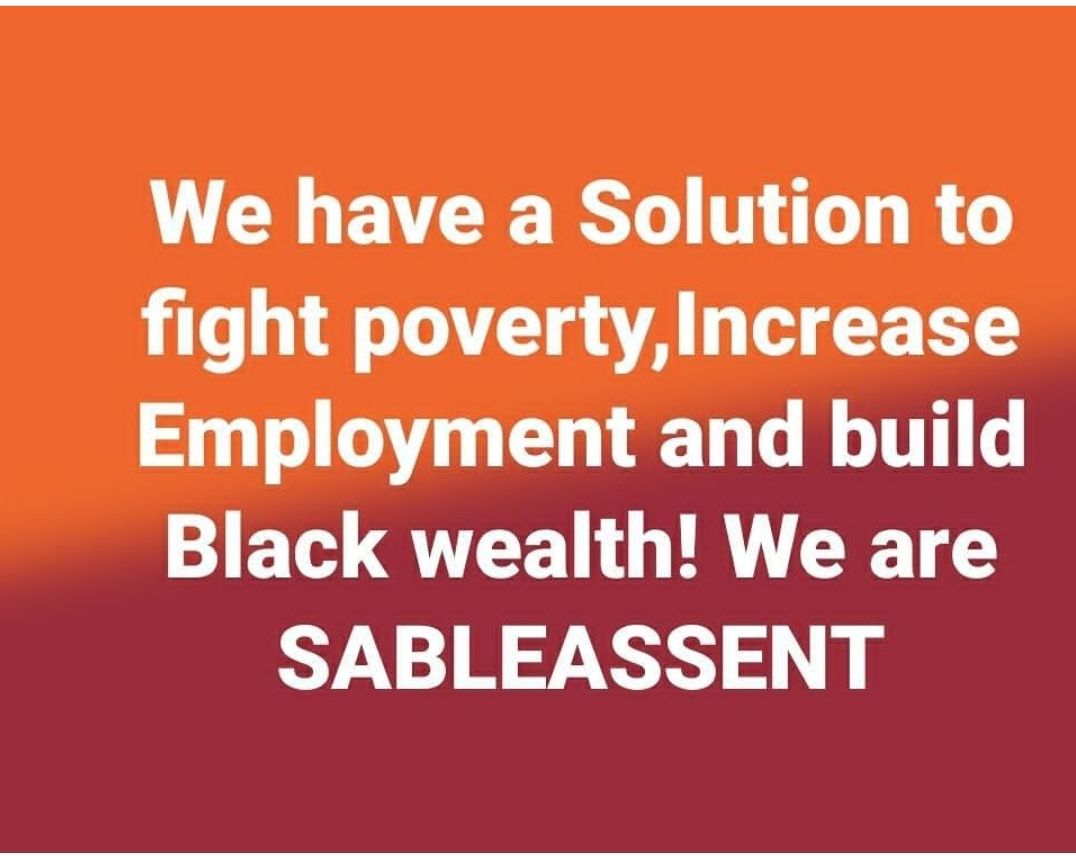 We have a Solution to
fight poverty,Increase
Employment and build
Black wealth! We are
SABLEASSENT